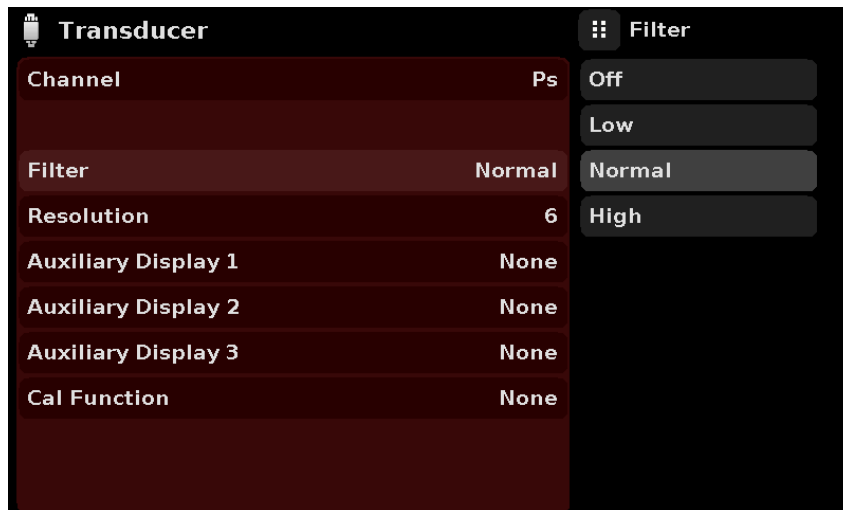 Transducer
Channel Ps
Filter Normal
Resolution 6
Auxiliary Display 1 None
Auxiliary Display 2 None
Auxiliary Display 3 None
Cal Function None
Filter
Off
Low
Normal
High